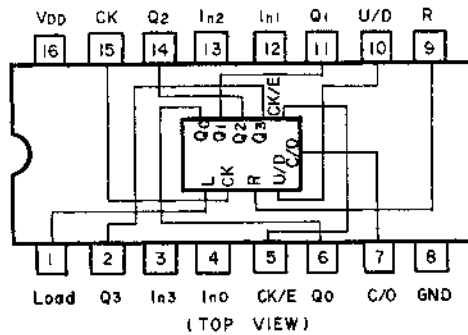 VDD CK Q2 In2 In1 Q1 U/D R
16 15 14 13 12 11 10 9
Q0 Q1 Q2 Q3 CK/E
C/O
L CK R U/D
1 2 3 4 5 6 7 8
Load Q3 In3 In0 CK/E Q0 C/O GND
(TOP VIEW)